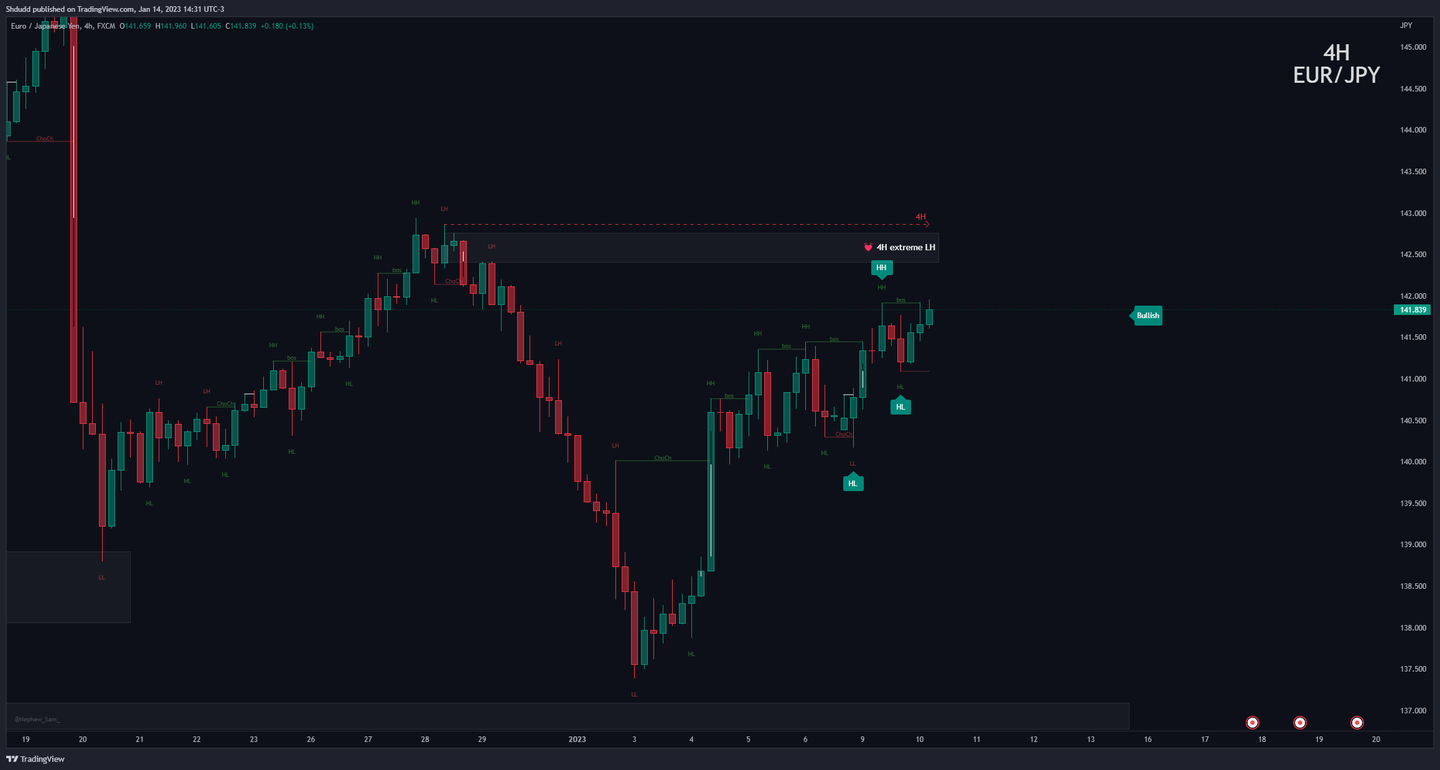 Shdudd published on TradingView.com, Jan 14, 2023 14:31 UTC-3
Euro / Japanese Yen, 4h, FXCM O141.659 H141.960 L141.605 C141.839 +0.180 (+0.13%)
JPY
4H
EUR/JPY
145.000
144.500
144.000
143.500
143.000
142.500
142.000
141.839
141.500
141.000
140.500
140.000
139.500
139.000
138.500
138.000
137.500
137.000
ChoCh
HH
LH
4H
4H extreme LH
LH
HH
bos
ChoCh
HL
HH
HH
bos
Bullish
HH
bos
HL
HH
bos
HL
LH
HH
bos
HH
bos
HL
HL
LH
LH
ChoCh
HL
HL
HL
HL
HH
bos
ChoCh
HL
HL
LL
HL
LH
ChoCh
LL
HL
LL
@Nephew_Sam_
19
20
21
22
23
26
27
28
29
2023
3
4
5
6
9
10
11
12
13
16
17
18
19
20
TradingView